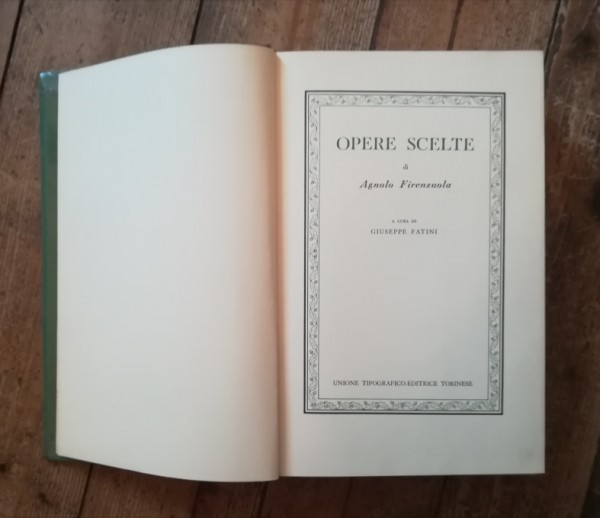 OPERE SCELTE
di
Agnolo Firenzuola
A CURA DI
GIUSEPPE FATINI
UNIONE TIPOGRAFICO-EDITRICE TORINESE